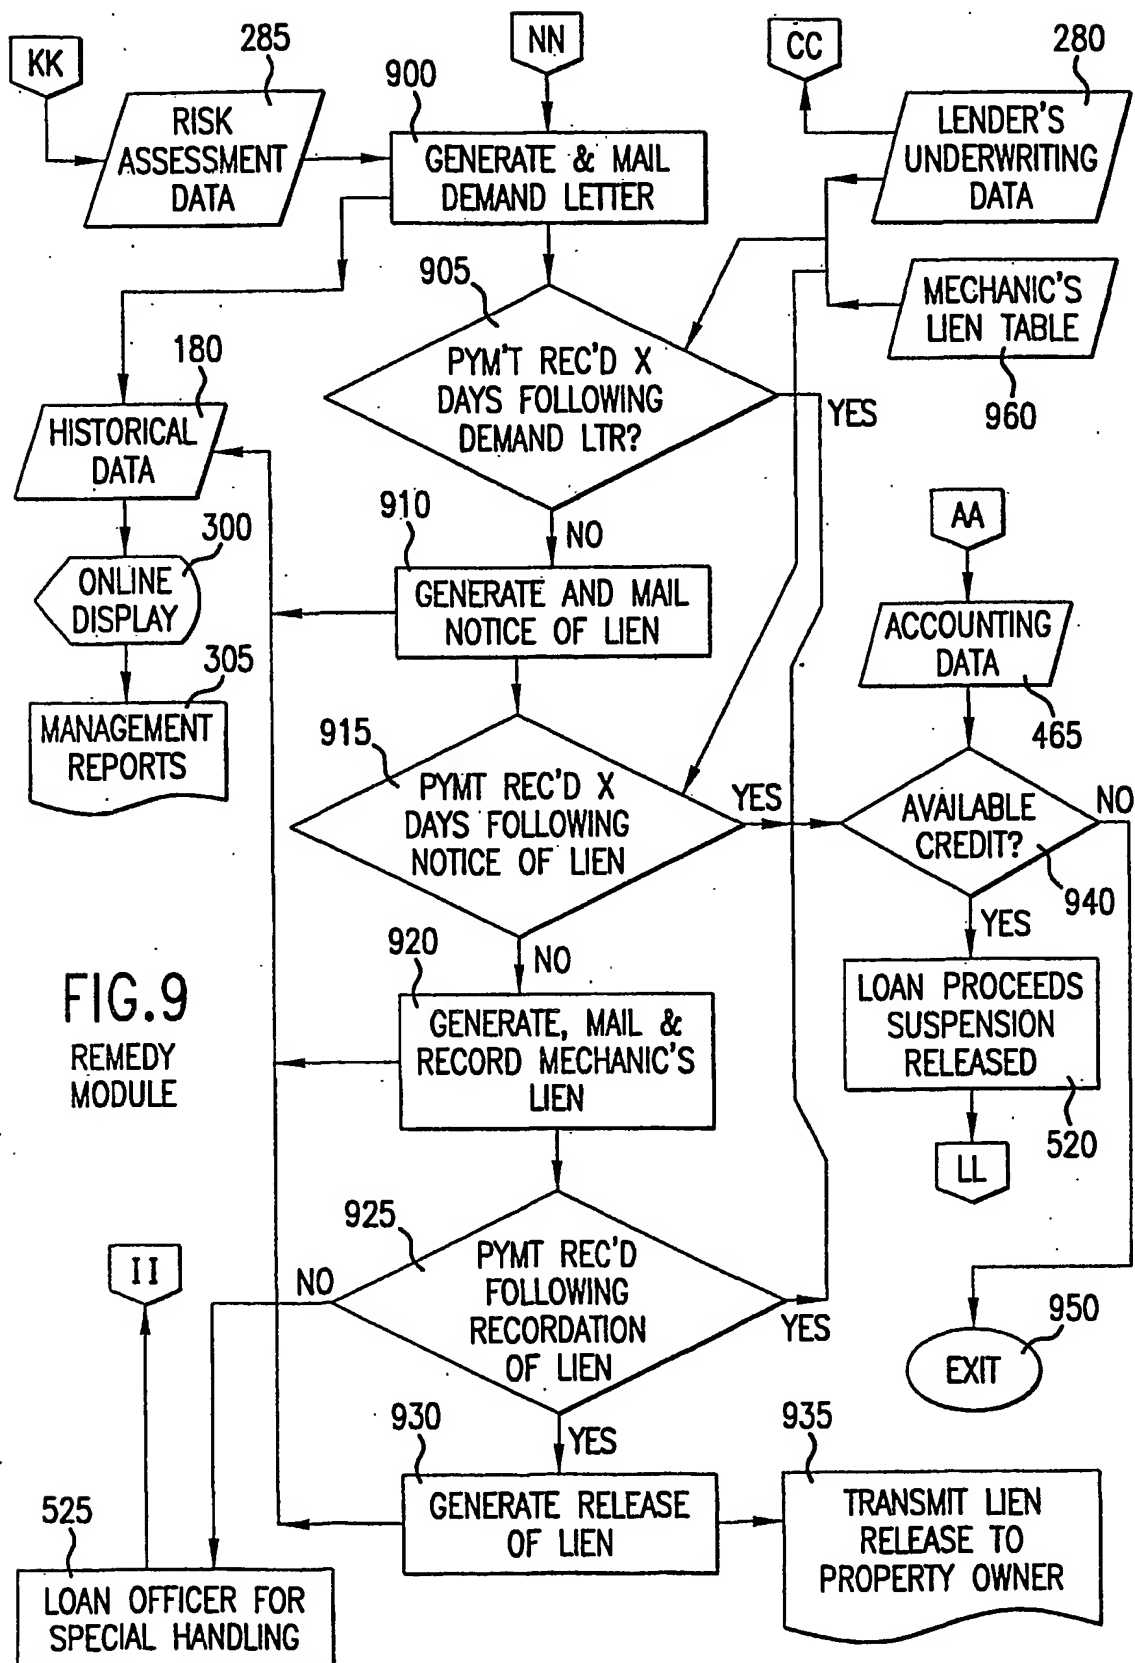 KK
285
NN
CC
280
900
RISK
ASSESSMENT
DATA
GENERATE & MAIL
DEMAND LETTER
LENDER'S
UNDERWRITING
DATA
905
MECHANIC'S
LIEN TABLE
960
180
PYM'T REC'D X
DAYS FOLLOWING
DEMAND LTR?
YES
HISTORICAL
DATA
910
NO
AA
300
ONLINE
DISPLAY
GENERATE AND MAIL
NOTICE OF LIEN
ACCOUNTING
DATA
465
305
MANAGEMENT
REPORTS
915
PYMT REC'D X
DAYS FOLLOWING
NOTICE OF LIEN
YES
AVAILABLE
CREDIT?
NO
940
YES
920
NO
FIG.9
REMEDY
MODULE
GENERATE, MAIL &
RECORD MECHANIC'S
LIEN
LOAN PROCEEDS
SUSPENSION
RELEASED
520
LL
925
II
NO
PYMT REC'D
FOLLOWING
RECORDATION
OF LIEN
YES
950
EXIT
930
YES
935
GENERATE RELEASE
OF LIEN
TRANSMIT LIEN
RELEASE TO
PROPERTY OWNER
525
LOAN OFFICER FOR
SPECIAL HANDLING